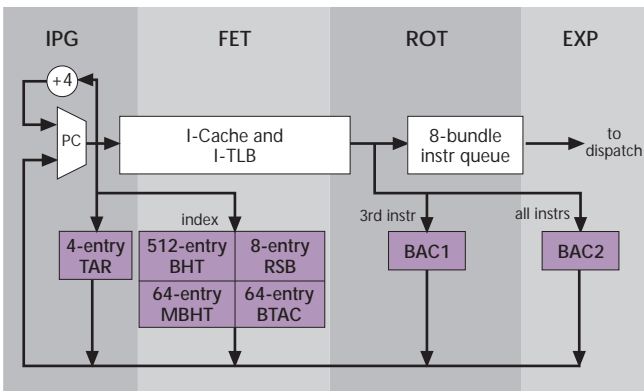 IPG
FET
ROT
EXP
+4
PC
I-Cache and
I-TLB
8-bundle
instr queue
to
dispatch
index
3rd instr
all instrs
4-entry
TAR
512-entry
BHT
8-entry
RSB
64-entry
MBHT
64-entry
BTAC
BAC1
BAC2